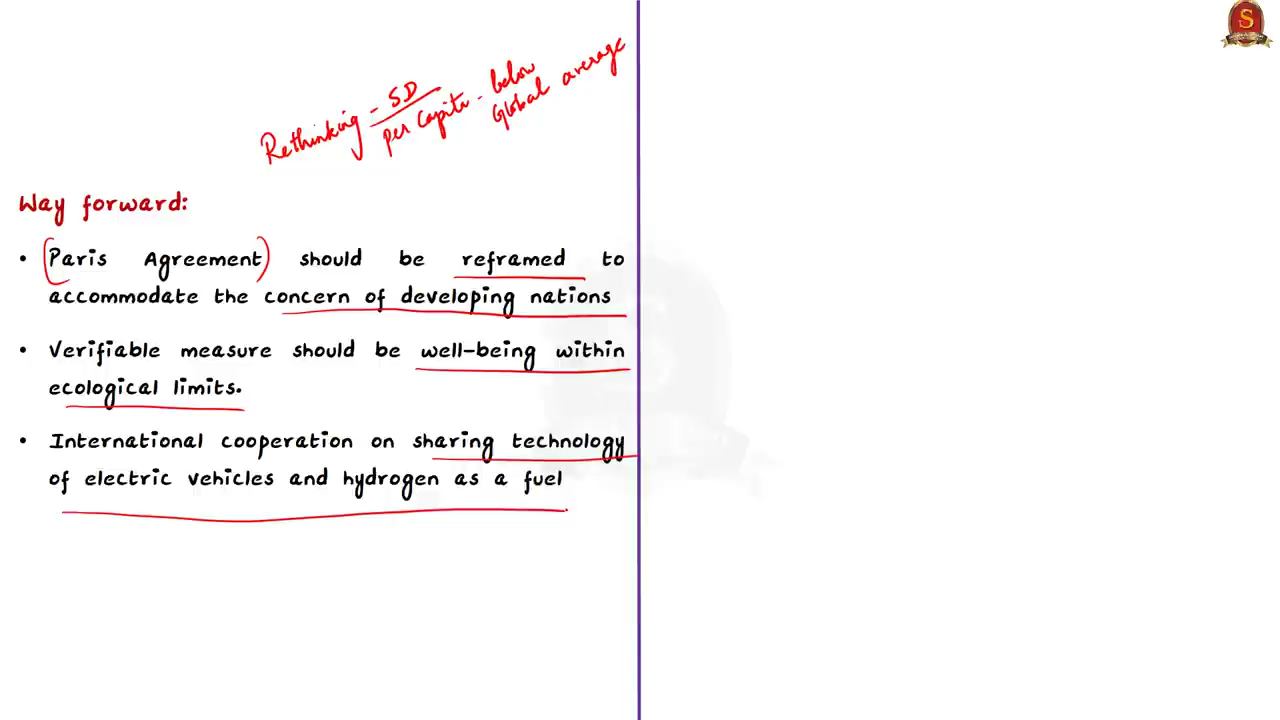 Rethinking - SD
per Capita - below
Global average
Way forward:
• Paris Agreement should be reframed to
accommodate the concern of developing nations
• Verifiable measure should be well-being within
ecological limits.
• International cooperation on sharing technology
of electric vehicles and hydrogen as a fuel
S